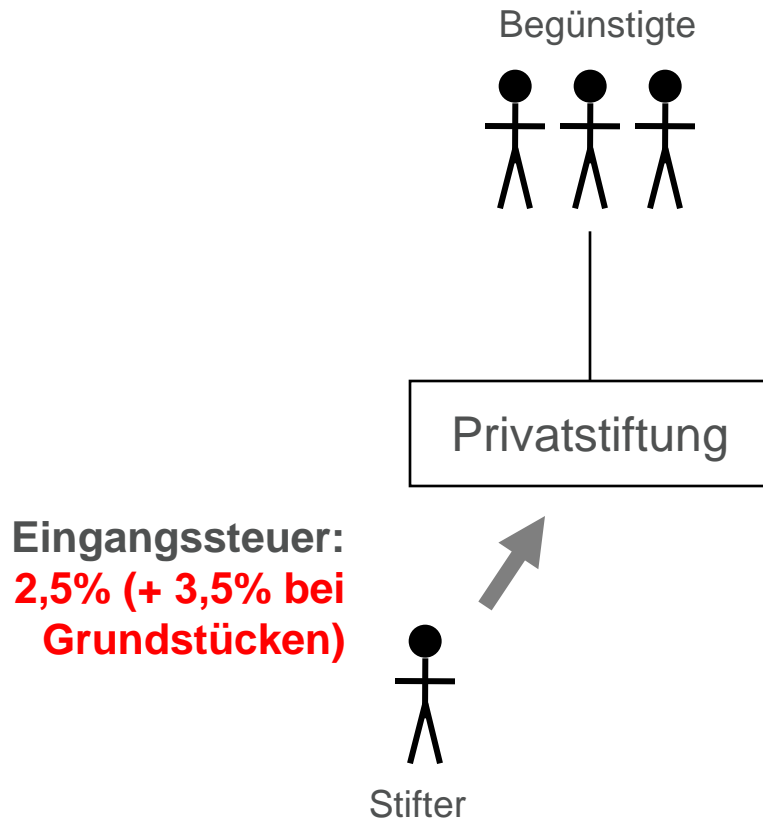 Begünstigte
Privatstiftung
Eingangssteuer:
2,5% (+ 3,5% bei
Grundstücken)
Stifter